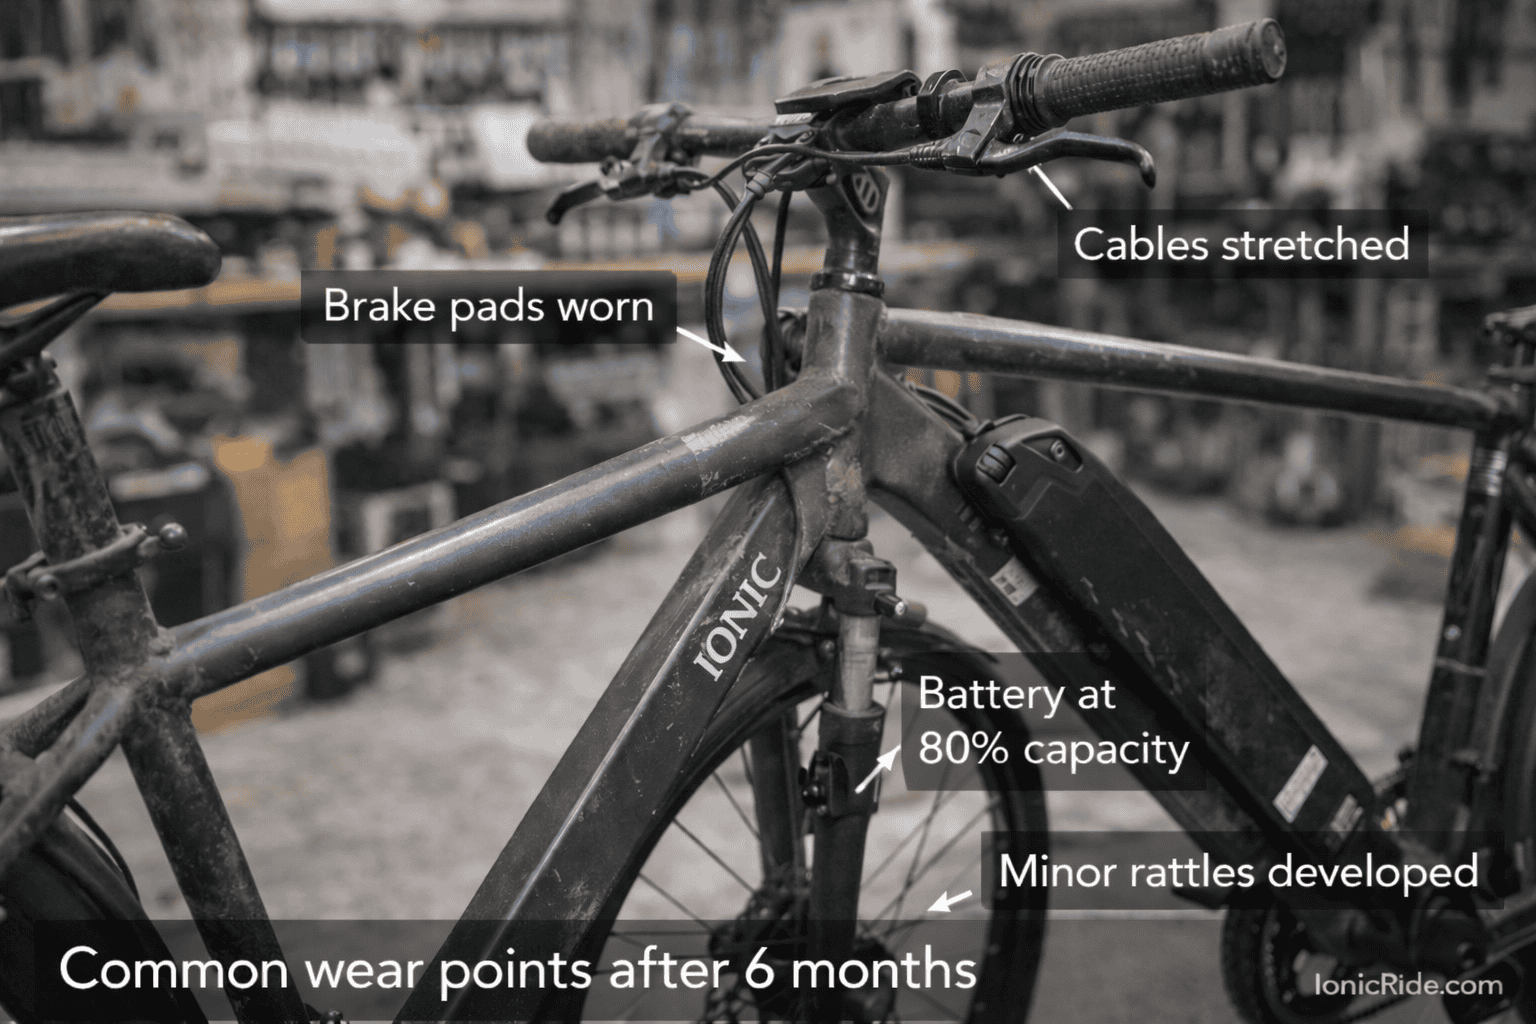 Cables stretched
Brake pads worn
IONIC
Battery at
80% capacity
Minor rattles developed
Common wear points after 6 months
IonicRide.com